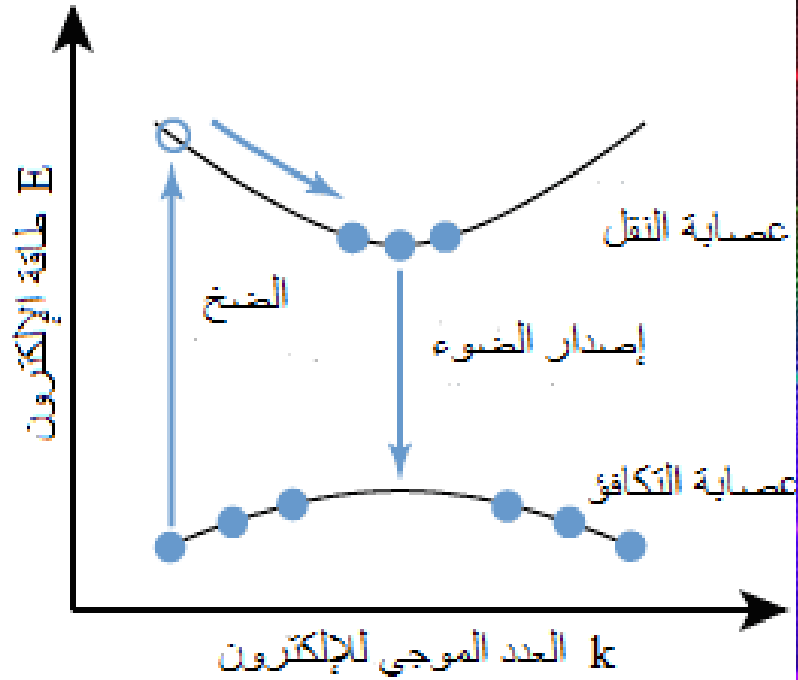 طاقة الإلكترون E
عصابة النقل
الضخ
إصدار الضوء
عصابة التكافؤ
العدد الموجي للإلكترون k